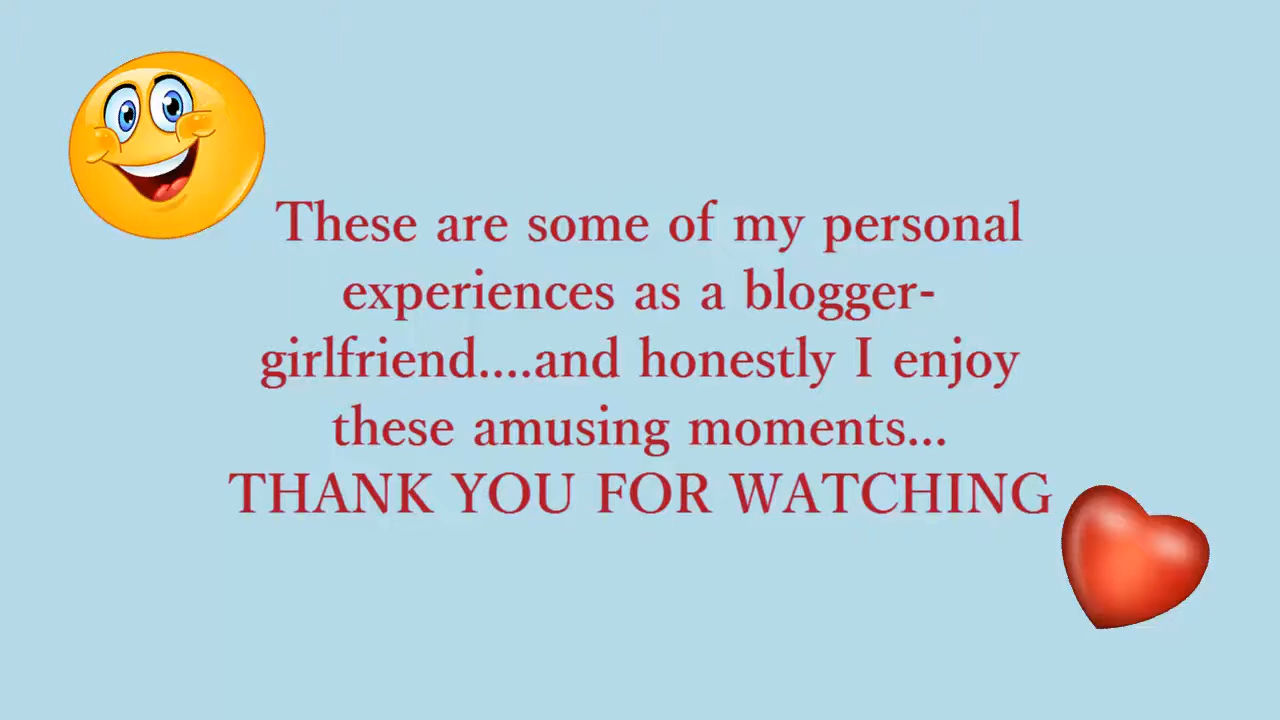 These are some of my personal
experiences as a blogger-
girlfriend....and honestly I enjoy
these amusing moments...
THANK YOU FOR WATCHING